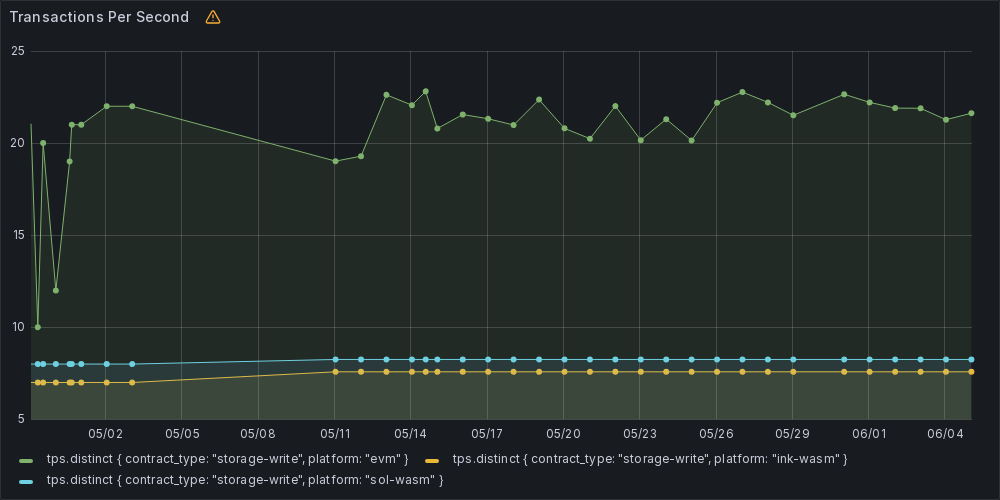 Transactions Per Second
25
20
15
10
5
05/02 05/05 05/08 05/11 05/14 05/17 05/20 05/23 05/26 05/29 06/01 06/04
tps.distinct { contract_type: "storage-write", platform: "evm" } tps.distinct { contract_type: "storage-write", platform: "ink-wasm" }
tps.distinct { contract_type: "storage-write", platform: "sol-wasm" }